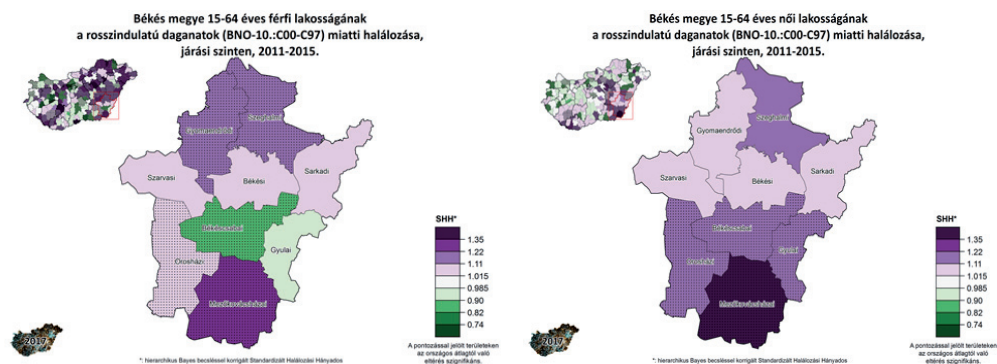 Békés megye 15-64 éves férfi lakosságának
a rosszindulatú daganatok (BNO-10.:C00-C97) miatti halálozása,
járási szinten, 2011-2015.
Szeghalmi
Gyomaendrődi
Szarvasi
Békési
Sarkadi
Békéscsabai
Gyulai
Orosházi
Mezőkovácsházai
SHH*
1.35
1.22
1.11
1.015
0.985
0.90
0.82
0.74
2017
A pontozással jelölt területeken
az országos átlagtól való
eltérés szignifikáns.
*: hierarchikus Bayes becsléssel korrigált Standardizált Halálozási Hányados
Békés megye 15-64 éves női lakosságának
a rosszindulatú daganatok (BNO-10.:C00-C97) miatti halálozása,
járási szinten, 2011-2015.
Szeghalmi
Gyomaendrődi
Szarvasi
Békési
Sarkadi
Békéscsabai
Gyulai
Orosházi
Mezőkovácsházai
SHH*
1.35
1.22
1.11
1.015
0.985
0.90
0.82
0.74
2017
A pontozással jelölt területeken
az országos átlagtól való
eltérés szignifikáns.
*: hierarchikus Bayes becsléssel korrigált Standardizált Halálozási Hányados